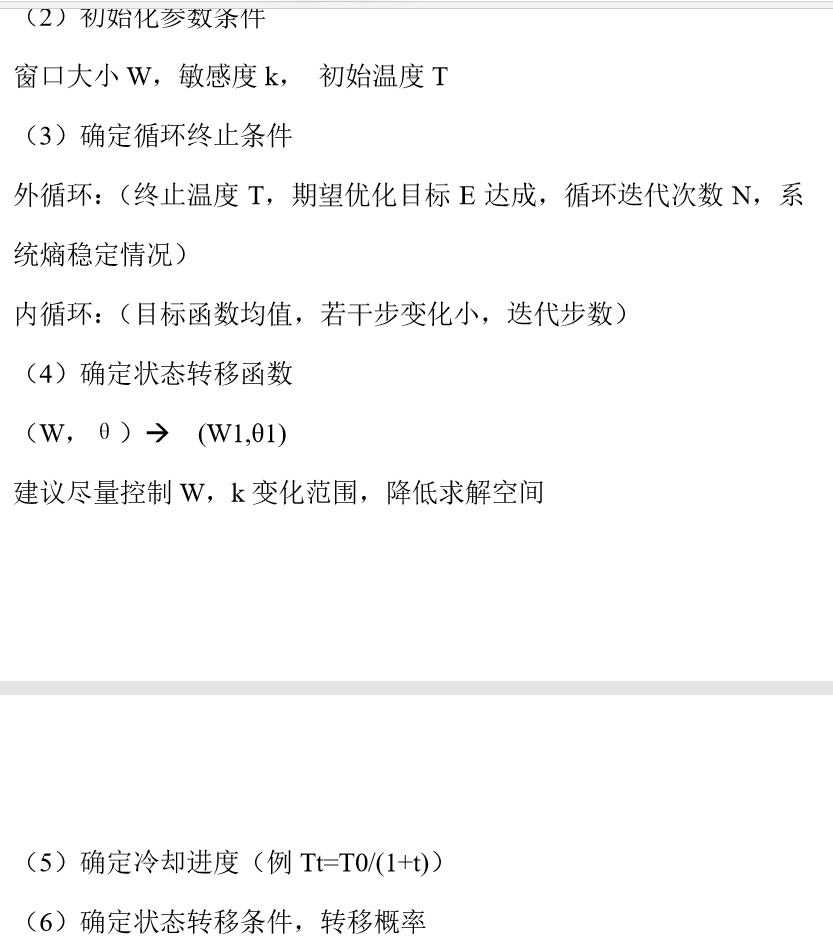 （2）初始化参数条件
窗口大小 W，敏感度 k， 初始温度 T
（3）确定循环终止条件
外循环：（终止温度 T，期望优化目标 E 达成，循环迭代次数 N，系
统熵稳定情况）
内循环：（目标函数均值，若干步变化小，迭代步数）
（4）确定状态转移函数
（W， θ ）→ (W1,θ1)
建议尽量控制 W，k 变化范围，降低求解空间
（5）确定冷却进度（例 Tt=T0/(1+t)）
（6）确定状态转移条件，转移概率